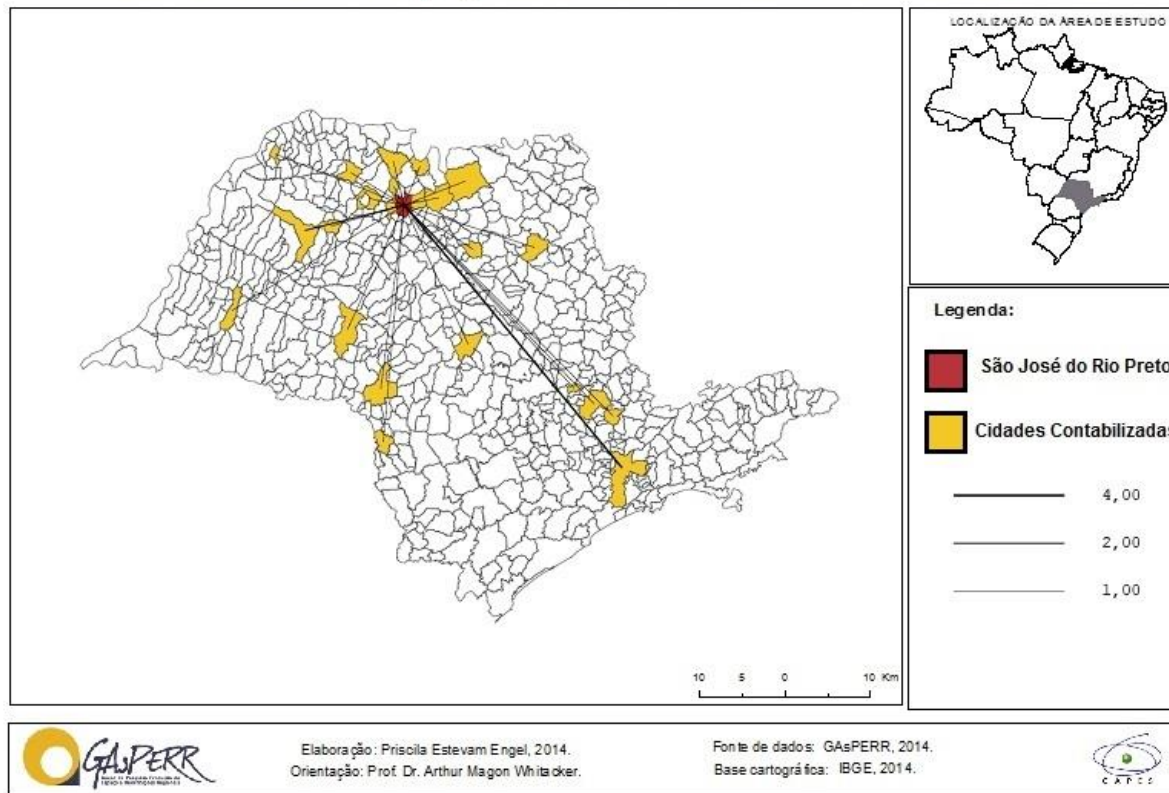 LOCALIZAÇÃO DA ÁREA DE ESTUDO
Legenda:
São José do Rio Preto
Cidades Contabilizadas
4,00
2,00
1,00
10 5 0 10 Km
GAsPERR
Elaboração: Priscila Estevam Engel, 2014.
Orientação: Prof. Dr. Arthur Magon Whitacker.
Fonte de dados: GAsPERR, 2014.
Base cartográfica: IBGE, 2014.
CAPES